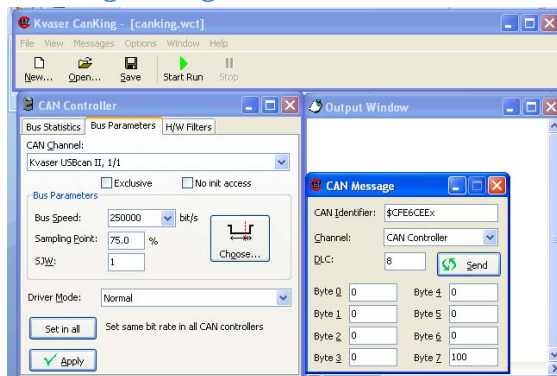 Kvaser CanKing - [canking.wct]
File View Messages Options Window Help
New... Open... Save Start Run Stop
CAN Controller
Bus Statistics Bus Parameters H/W Filters
CAN Channel:
Kvaser USBcan II, 1/1
Exclusive No init access
Bus Parameters
Bus Speed: 250000 bit/s
Sampling Point: 75.0 %
SJW: 1
Choose...
Driver Mode: Normal
Set in all Set same bit rate in all CAN controllers
Apply
Output Window
CAN Message
CAN Identifier: $CFE6CEEx
Channel: CAN Controller
DLC: 8 Send
Byte 0 0 Byte 4 0
Byte 1 0 Byte 5 0
Byte 2 0 Byte 6 0
Byte 3 0 Byte 7 100